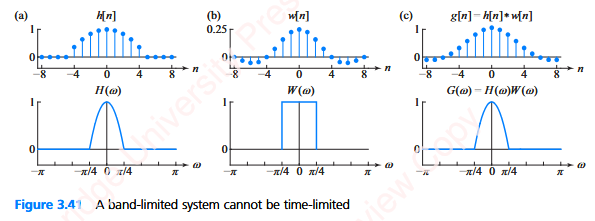 (a) h[n] (b) w[n] (c) g[n] = h[n]∗w[n]
1 0.25 1
0 0 0
−8 −4 0 4 8 n −8 −4 0 4 8 n −8 −4 0 4 8 n
H(ω) W(ω) G(ω) = H(ω)W(ω)
1 1 1
0 0 0
−π −π/4 0 π/4 π ω −π −π/4 0 π/4 π ω −π −π/4 0 π/4 π ω
Figure 3.41 A band-limited system cannot be time-limited